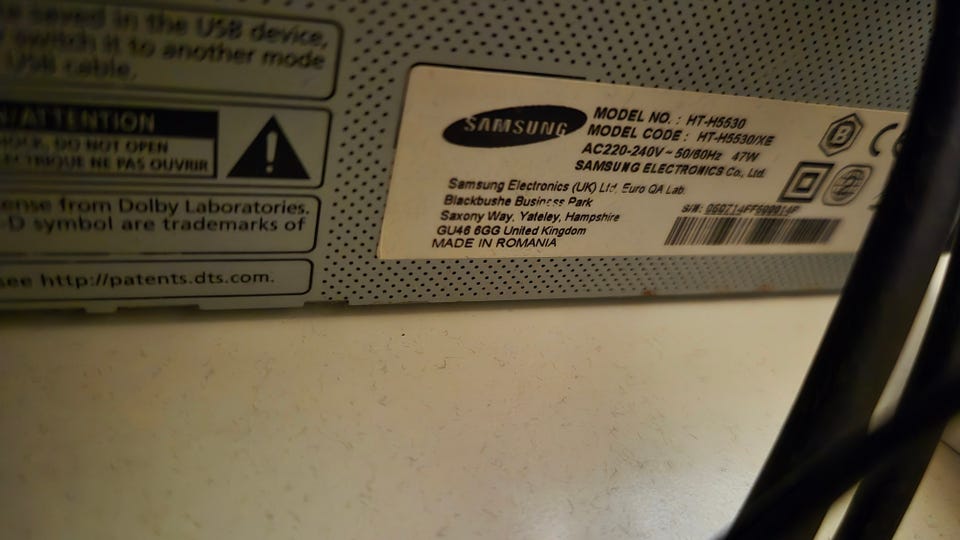 saved in the USB device,
switch it to another mode
USB cable.
ATTENTION
DO NOT OPEN
NE PAS OUVRIR
from Dolby Laboratories.
D symbol are trademarks of
see http://patents.dts.com.
SAMSUNG
MODEL NO. : HT-H5530
MODEL CODE : HT-H5530/XE
AC220-240V ~ 50/60Hz 47W
SAMSUNG ELECTRONICS Co., Ltd.
Samsung Electronics (UK) Ltd, Euro QA Lab.
Blackbushe Business Park
Saxony Way, Yateley, Hampshire
GU46 6GG United Kingdom
MADE IN ROMANIA
S/N:
B
CE